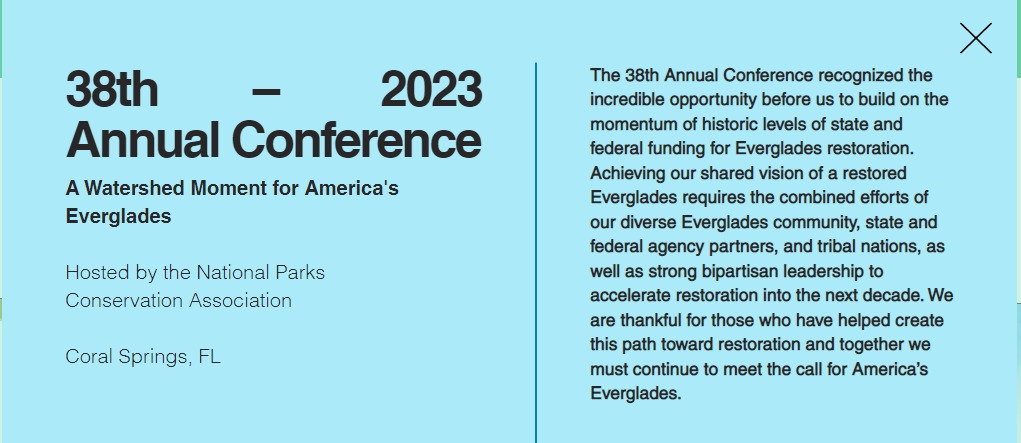 38th – 2023
Annual Conference
A Watershed Moment for America's
Everglades
Hosted by the National Parks
Conservation Association
Coral Springs, FL
The 38th Annual Conference recognized the
incredible opportunity before us to build on the
momentum of historic levels of state and
federal funding for Everglades restoration.
Achieving our shared vision of a restored
Everglades requires the combined efforts of
our diverse Everglades community, state and
federal agency partners, and tribal nations, as
well as strong bipartisan leadership to
accelerate restoration into the next decade. We
are thankful for those who have helped create
this path toward restoration and together we
must continue to meet the call for America’s
Everglades.